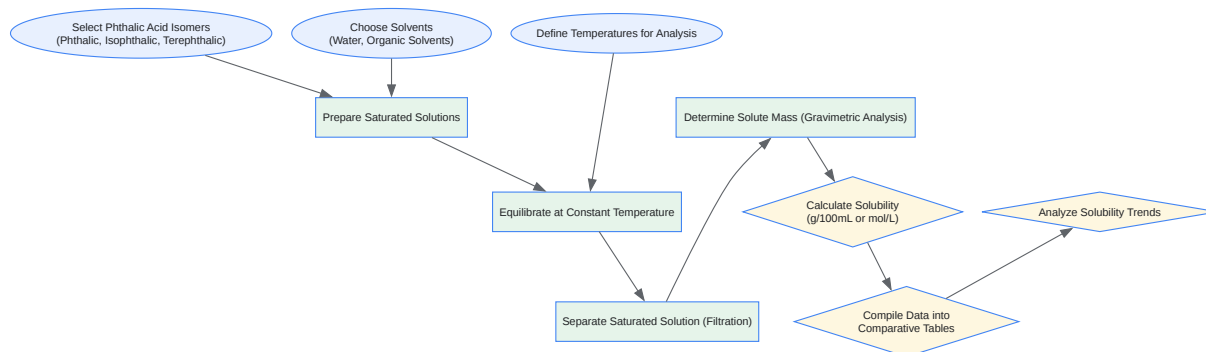 Select Phthalic Acid Isomers
(Phthalic, Isophthalic, Terephthalic)
Choose Solvents
(Water, Organic Solvents)
Define Temperatures for Analysis
Prepare Saturated Solutions
Determine Solute Mass (Gravimetric Analysis)
Equilibrate at Constant Temperature
Calculate Solubility
(g/100mL or mol/L)
Analyze Solubility Trends
Separate Saturated Solution (Filtration)
Compile Data into
Comparative Tables